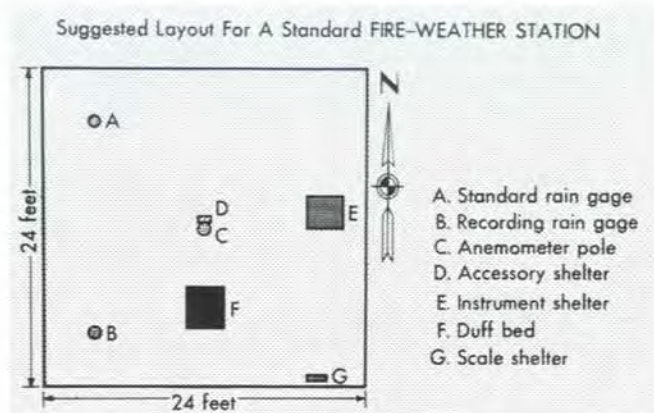 Suggested Layout For A Standard FIRE–WEATHER STATION
N
A
D
C
E
24 feet
F
B
G
24 feet
A. Standard rain gage
B. Recording rain gage
C. Anemometer pole
D. Accessory shelter
E. Instrument shelter
F. Duff bed
G. Scale shelter